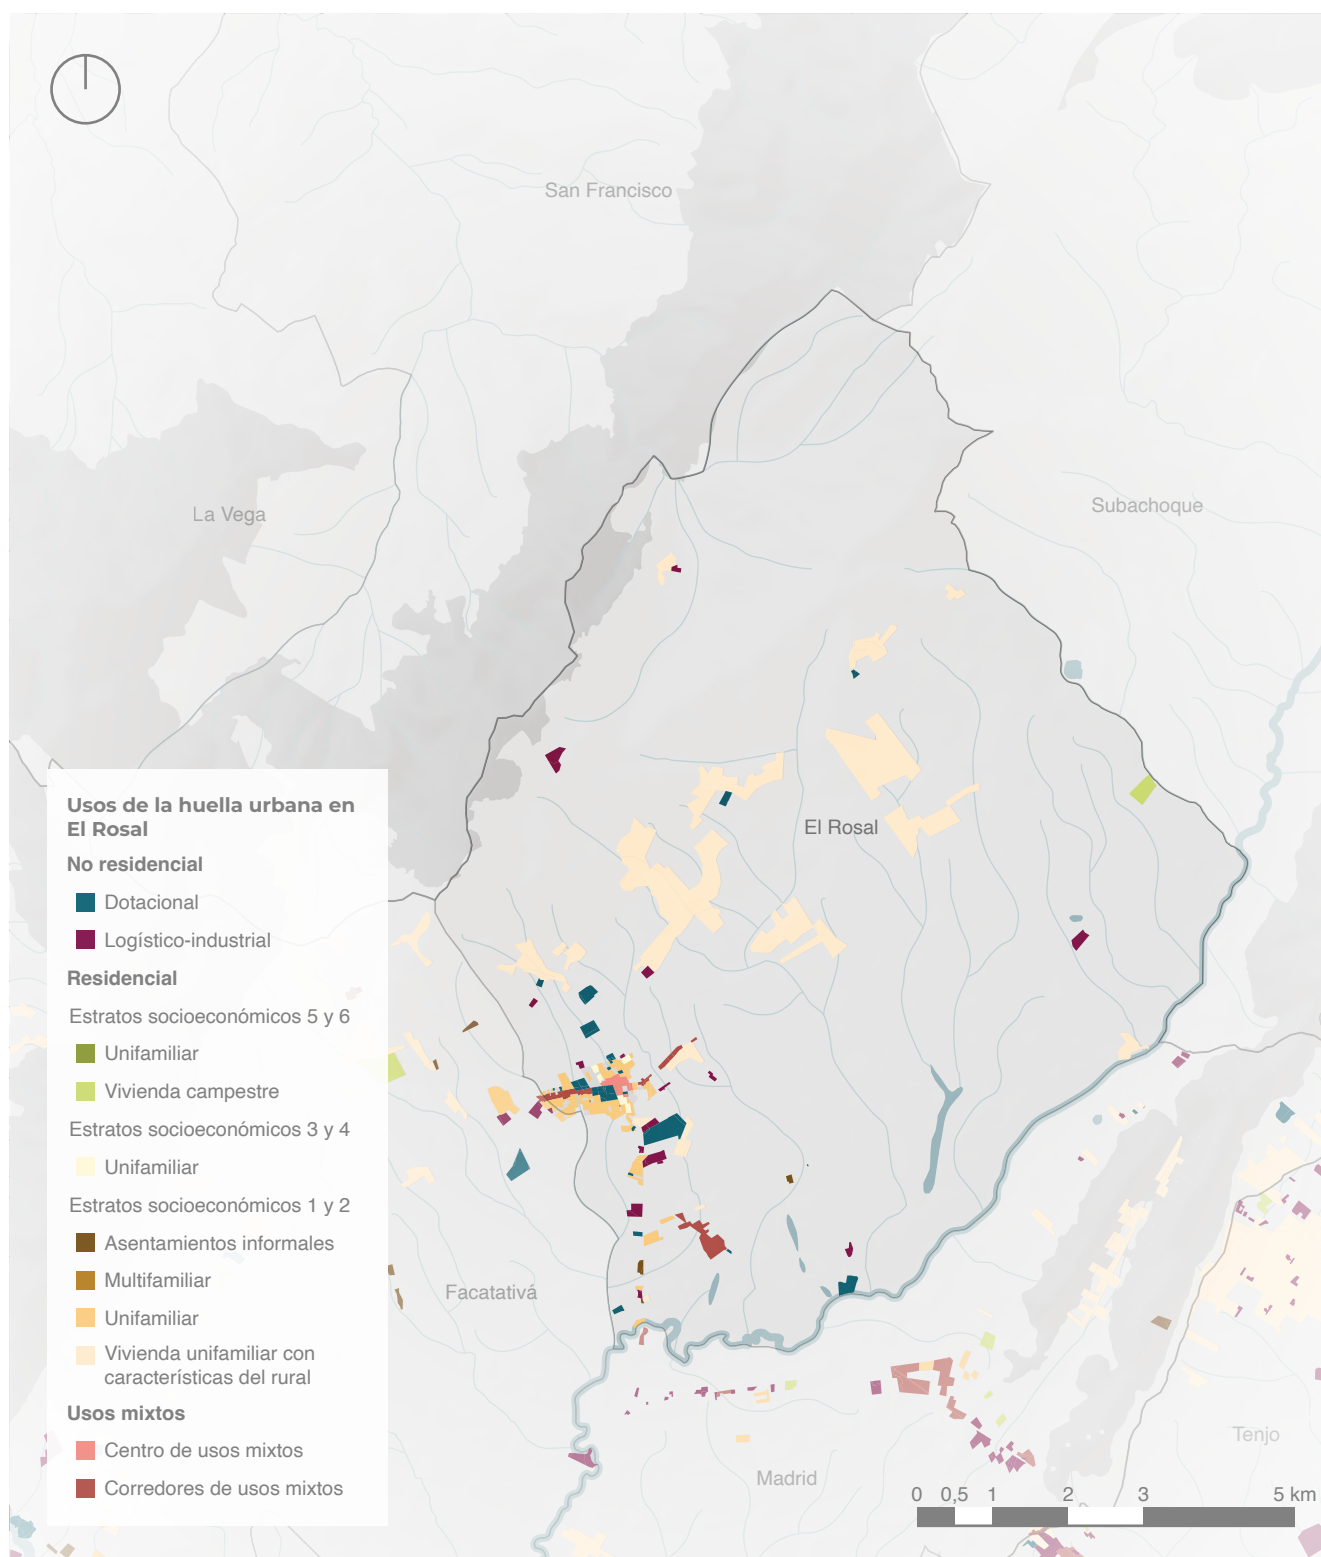 San Francisco
La Vega
Subachoque
El Rosal
Facatativá
Madrid
Tenjo
Usos de la huella urbana en
El Rosal
No residencial
Dotacional
Logístico-industrial
Residencial
Estratos socioeconómicos 5 y 6
Unifamiliar
Vivienda campestre
Estratos socioeconómicos 3 y 4
Unifamiliar
Estratos socioeconómicos 1 y 2
Asentamientos informales
Multifamiliar
Unifamiliar
Vivienda unifamiliar con
características del rural
Usos mixtos
Centro de usos mixtos
Corredores de usos mixtos
0 0,5 1 2 3 5 km